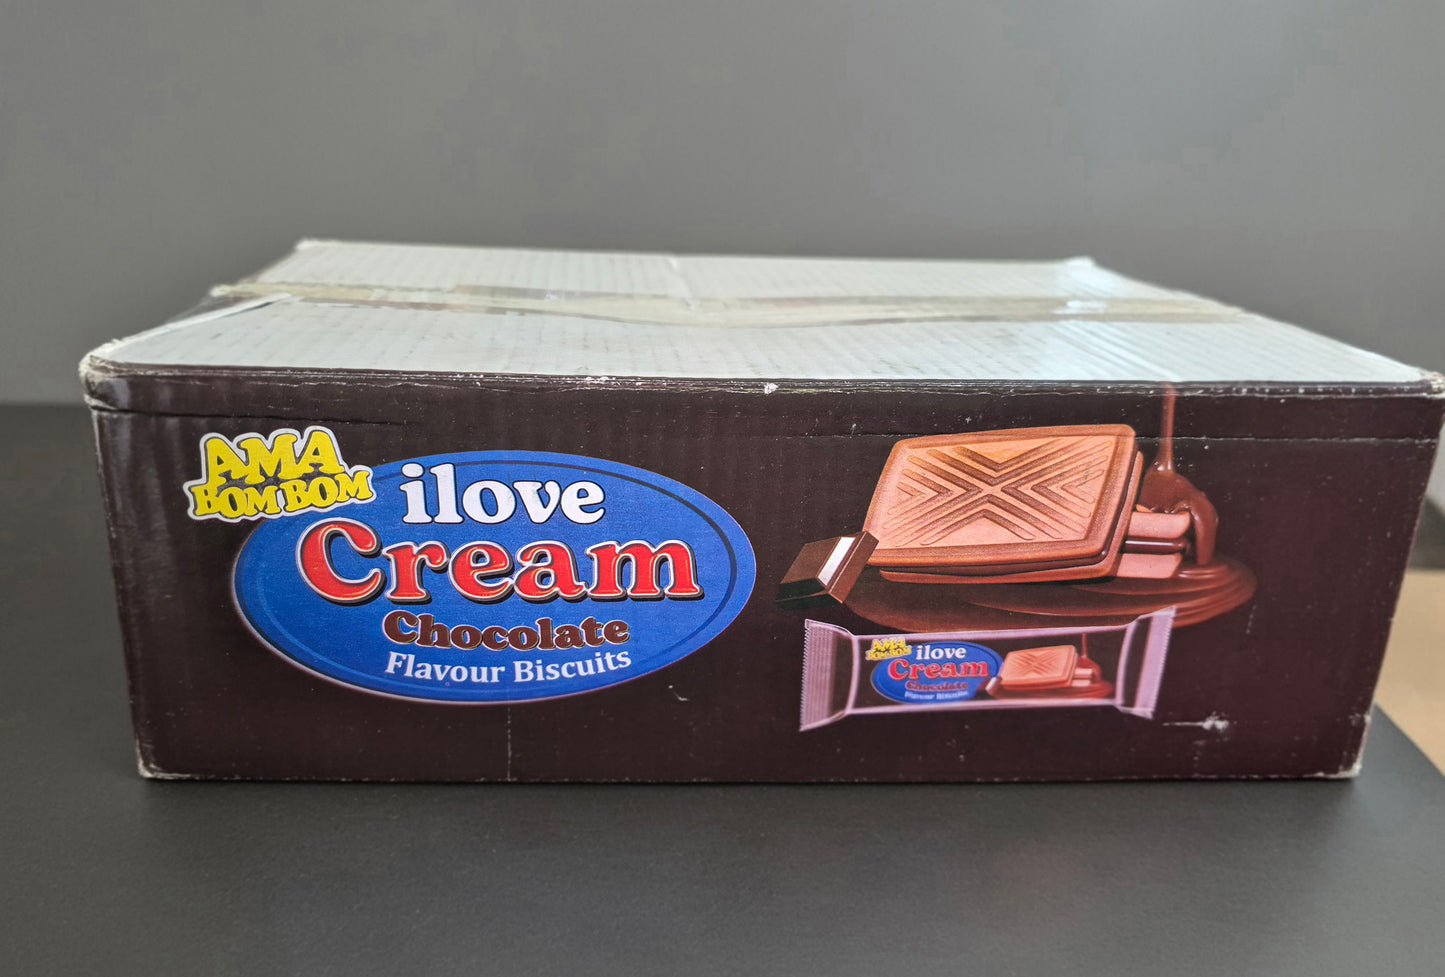 AMA
BOM BOM
ilove
Cream
Chocolate
Flavour Biscuits
AMA
BOM BOM
ilove
Cream
Chocolate
Flavour Biscuits